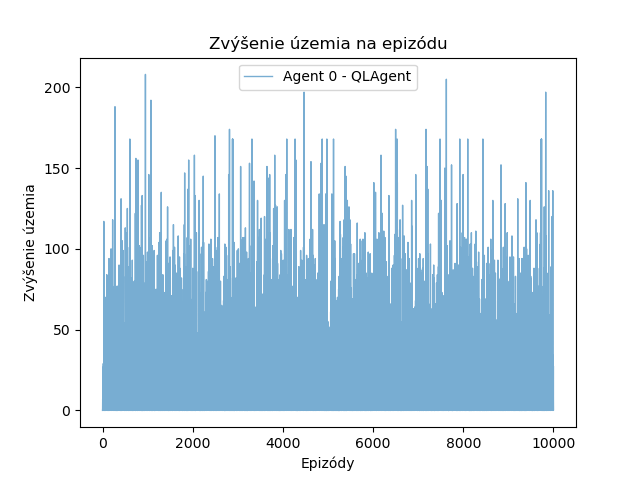 Zvýšenie územia na epizódu
Agent 0 - QLAgent
Zvýšenie územia
200
150
100
50
0
0 2000 4000 6000 8000 10000
Epizódy